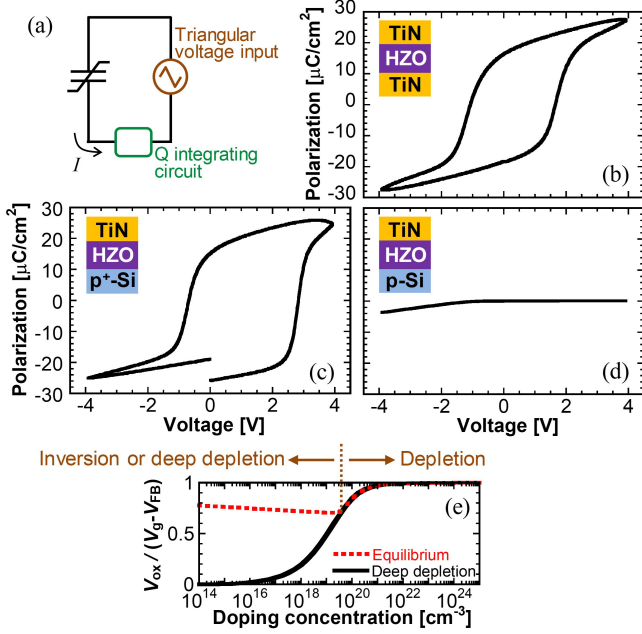 (a)
Triangular
voltage input
I
Q integrating
circuit
Polarization [μC/cm²]
30
20
10
0
-10
-20
-30
TiN
HZO
TiN
(b)
Polarization [μC/cm²]
30
20
10
0
-10
-20
-30
TiN
HZO
p⁺-Si
(c)
-4 -2 0 2 4
Voltage [V]
TiN
HZO
p-Si
(d)
-4 -2 0 2 4
Voltage [V]
Inversion or deep depletion
Depletion
(e)
V_ox / (V_g-V_FB)
1
0.5
0
Equilibrium
Deep depletion
10¹⁴ 10¹⁶ 10¹⁸ 10²⁰ 10²² 10²⁴
Doping concentration [cm⁻³]